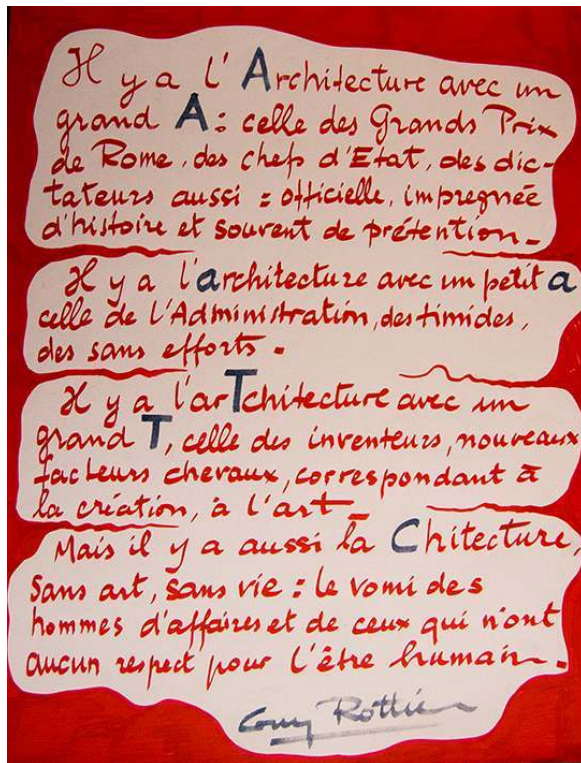 Il y a l'Architecture avec un
grand A : celle des Grands Prix
de Rome, des chefs d'Etat, des dic-
tateurs aussi : officielle, impregnée
d'histoire et souvent de prétention.
Il y a l'architecture avec un petit a
celle de l'Administration, des timides,
des sans efforts.
Il y a l'arTchitecture avec un
grand T, celle des inventeurs, nouveaux
facteurs chevaux, correspondant à
la création, à l'art.
Mais il y a aussi la Chitecture,
sans art, sans vie : le vomi des
hommes d'affaires et de ceux qui n'ont
aucun respect pour l'être humain.
Guy Rottier